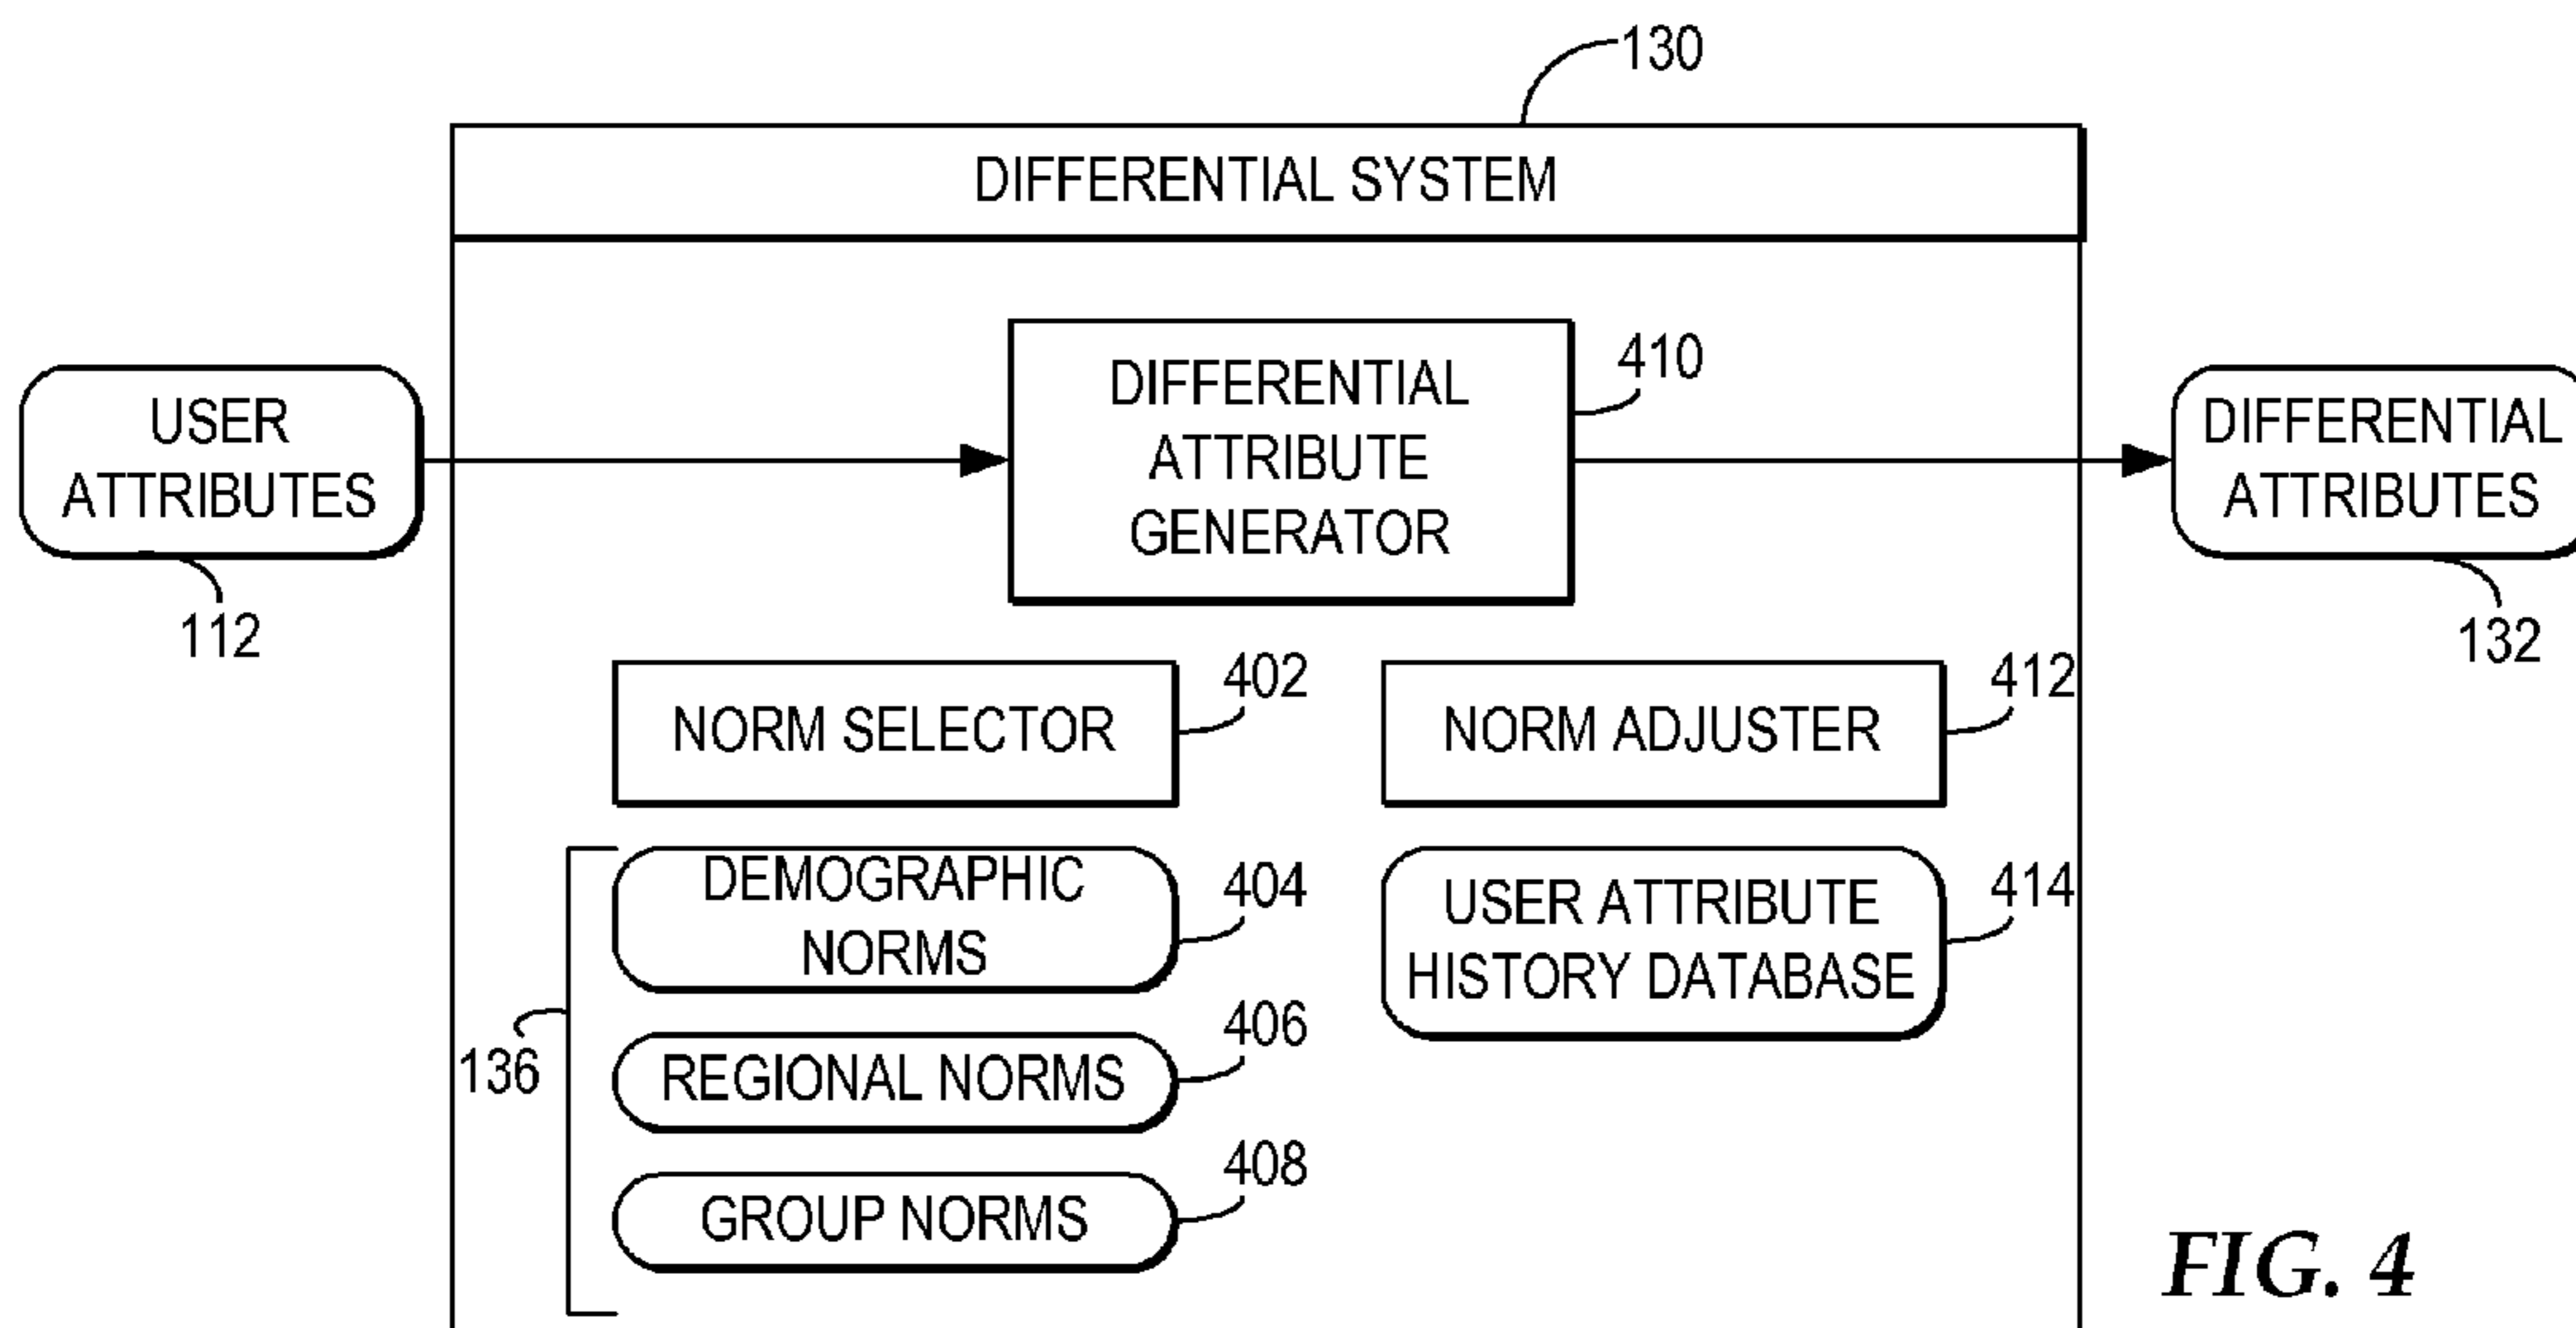 130
DIFFERENTIAL SYSTEM
USER
ATTRIBUTES
112
DIFFERENTIAL
ATTRIBUTE
GENERATOR
410
DIFFERENTIAL
ATTRIBUTES
132
NORM SELECTOR
402
NORM ADJUSTER
412
136
DEMOGRAPHIC
NORMS
404
USER ATTRIBUTE
HISTORY DATABASE
414
REGIONAL NORMS
406
GROUP NORMS
408
FIG. 4